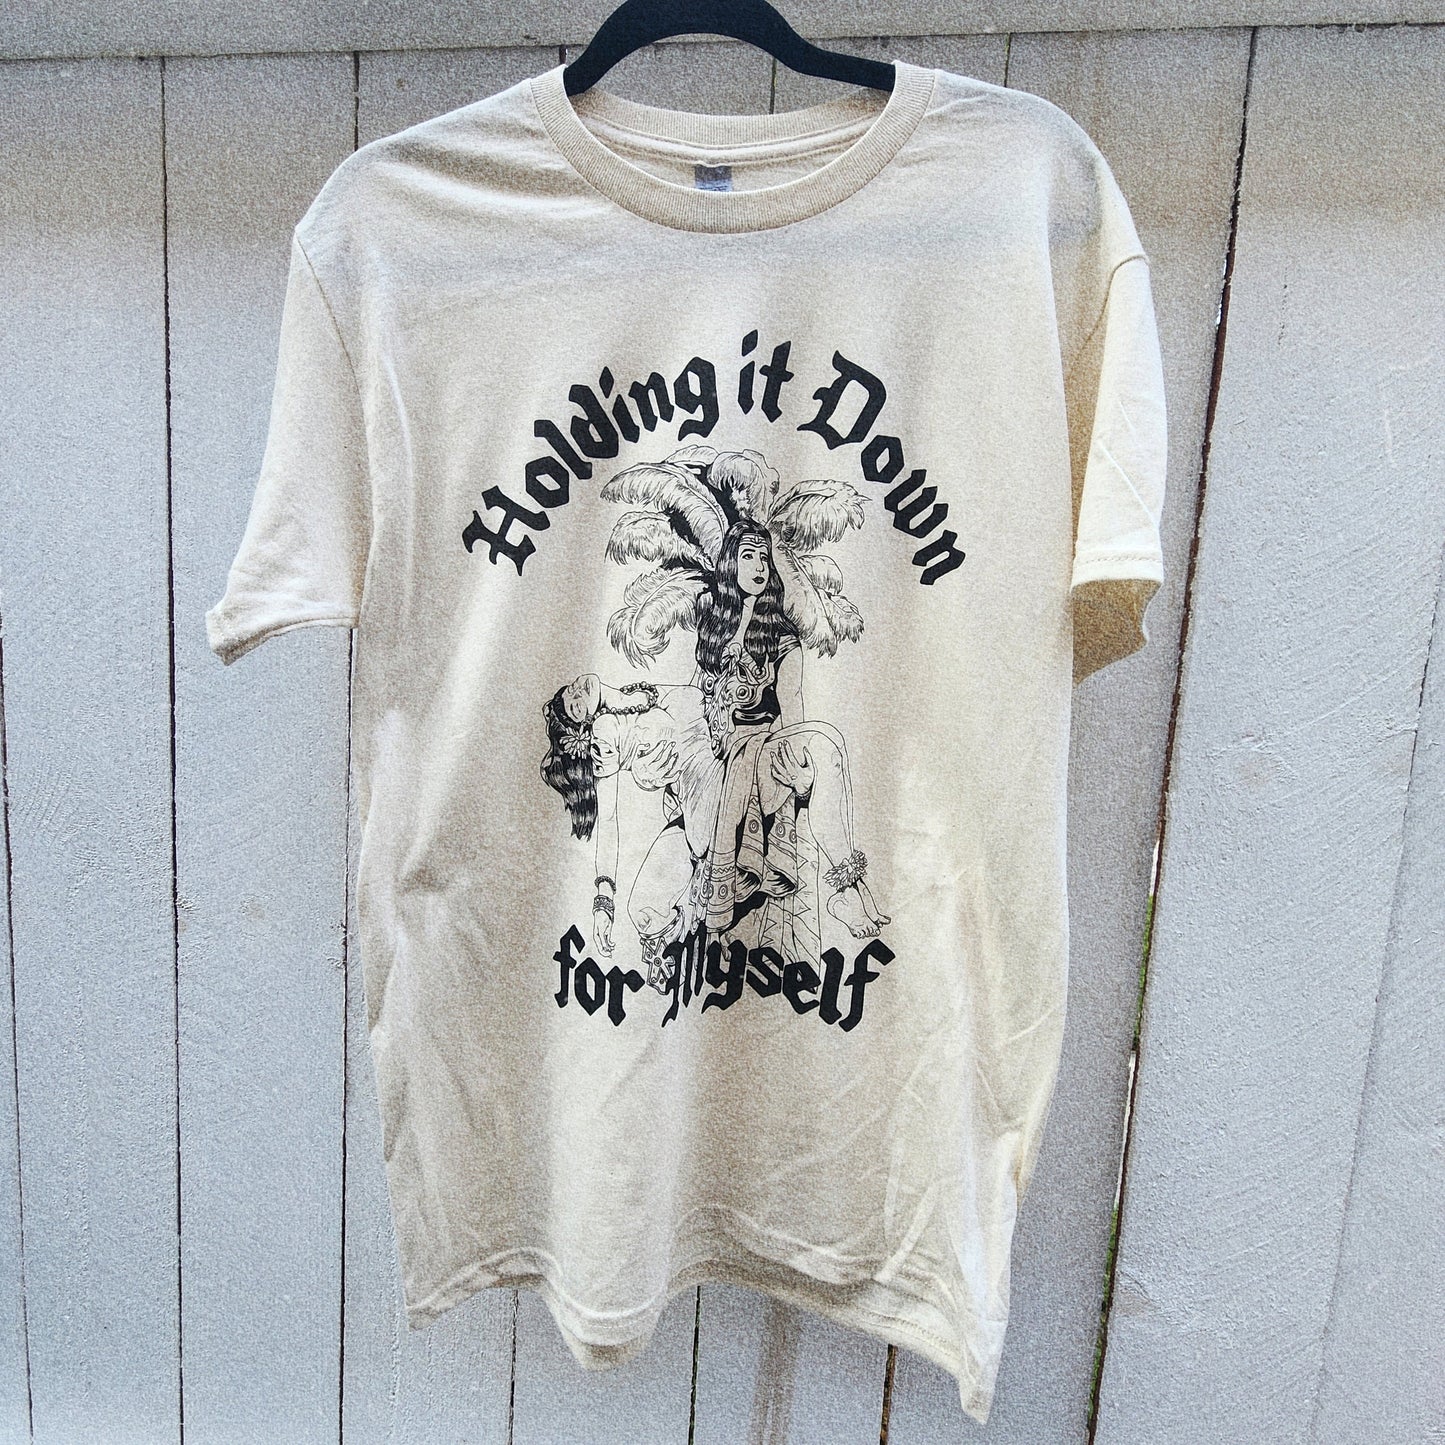 Holding it Down
for Myself